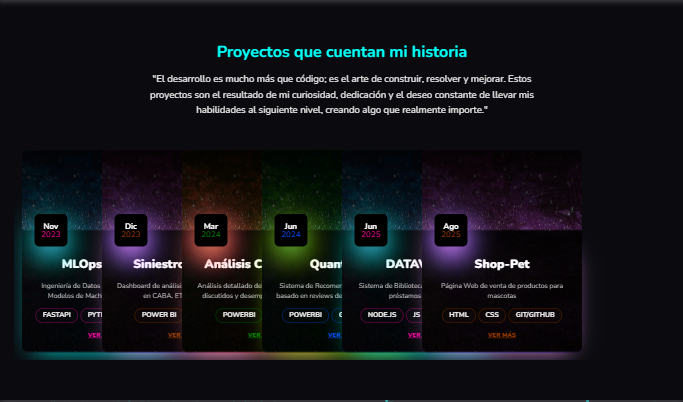 Proyectos que cuentan mi historia
"El desarrollo es mucho más que código; es el arte de construir, resolver y mejorar. Estos
proyectos son el resultado de mi curiosidad, dedicación y el deseo constante de llevar mis
habilidades al siguiente nivel, creando algo que realmente importe."
Nov
2023
MLOps
Ingeniería de Datos
Modelos de Mach
FASTAPI PYT
VER
Dic
2023
Siniestro
Dashboard de análisi
en CABA. ET
POWER BI
VER
Mar
2024
Análisis C
Análisis detallado de
discutidos y desemp
POWERBI
VER
Jun
2024
Quan
Sistema de Recomer
basado en reviews de
POWERBI
VER
Jun
2025
DATAV
Sistema de Biblioteca
préstamos
NODE.JS JS
VER
Ago
2025
Shop-Pet
Página Web de venta de productos para
mascotas
HTML CSS GIT/GITHUB
VER MÁS